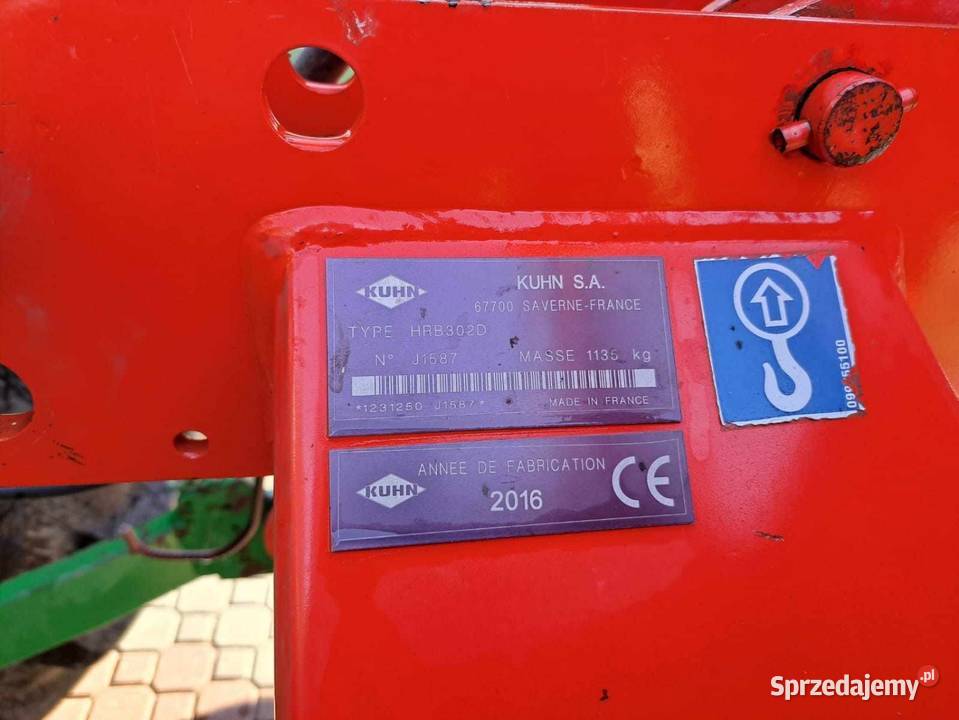 KUHN
KUHN S.A.
67700 SAVERNE-FRANCE
TYPE HRB302D
N° J1587 MASSE 1135 kg
*1231250 J1587* MADE IN FRANCE
KUHN
ANNEE DE FABRICATION
2016
CE
55100
Sprzedajemy.pl